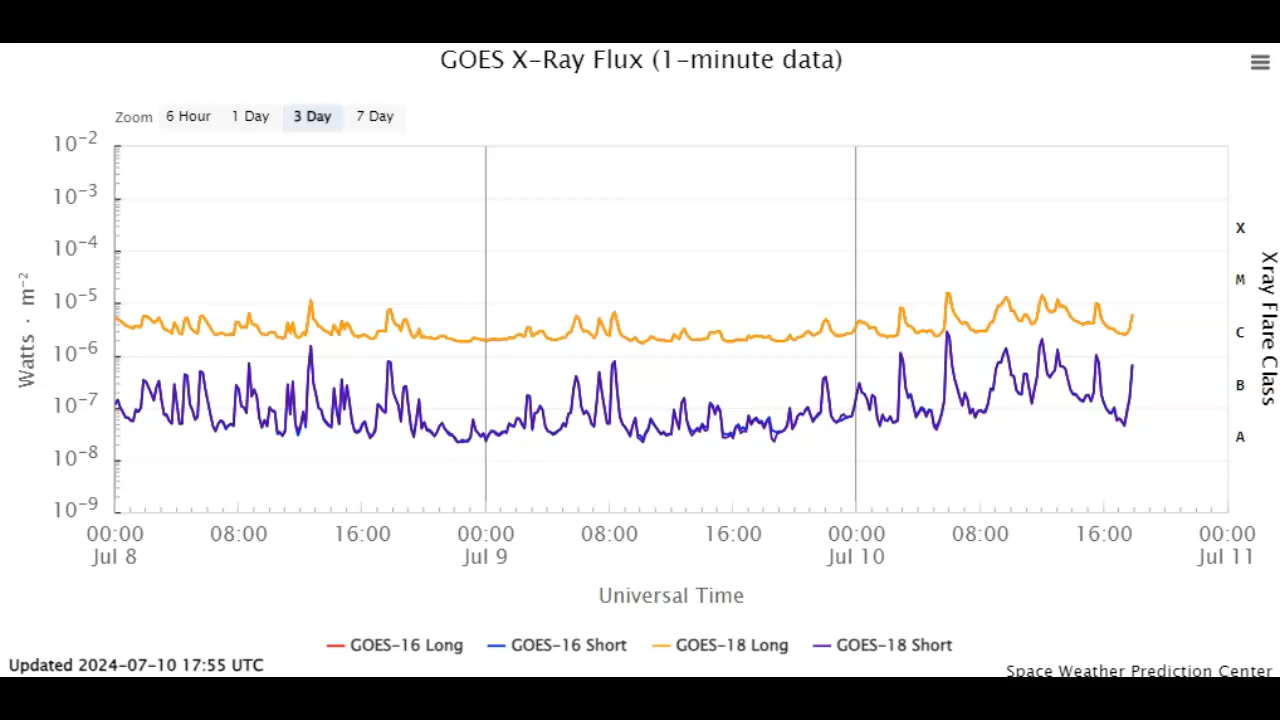 GOES X-Ray Flux (1-minute data)
Zoom 6 Hour 1 Day 3 Day 7 Day
10−2
10−3
10−4
10−5
10−6
10−7
10−8
10−9
Watts · m−2
X
M
C
B
A
Xray Flare Class
00:00 08:00 16:00 00:00 08:00 16:00 00:00 08:00 16:00 00:00
Jul 8 Jul 9 Jul 10 Jul 11
Universal Time
GOES-16 Long GOES-16 Short GOES-18 Long GOES-18 Short
Updated 2024-07-10 17:55 UTC
Space Weather Prediction Center